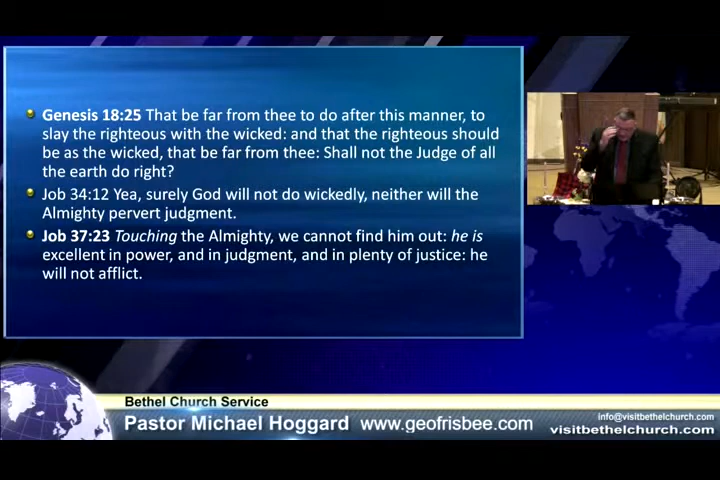 Genesis 18:25 That be far from thee to do after this manner, to
slay the righteous with the wicked: and that the righteous should
be as the wicked, that be far from thee: Shall not the Judge of all
the earth do right?
Job 34:12 Yea, surely God will not do wickedly, neither will the
Almighty pervert judgment.
Job 37:23 Touching the Almighty, we cannot find him out: he is
excellent in power, and in judgment, and in plenty of justice: he
will not afflict.
Bethel Church Service
Pastor Michael Hoggard www.geofrisbee.com
info@visitbethelchurch.com
visitbethelchurch.com